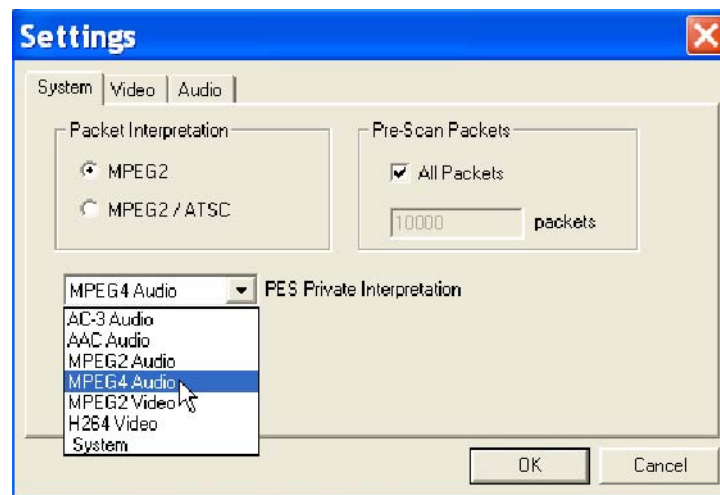 Settings
System Video Audio
Packet Interpretation
MPEG2
MPEG2 / ATSC
Pre-Scan Packets
All Packets
10000 packets
MPEG4 Audio PES Private Interpretation
AC-3 Audio
AAC Audio
MPEG2 Audio
MPEG4 Audio
MPEG2 Video
H264 Video
System
OK Cancel